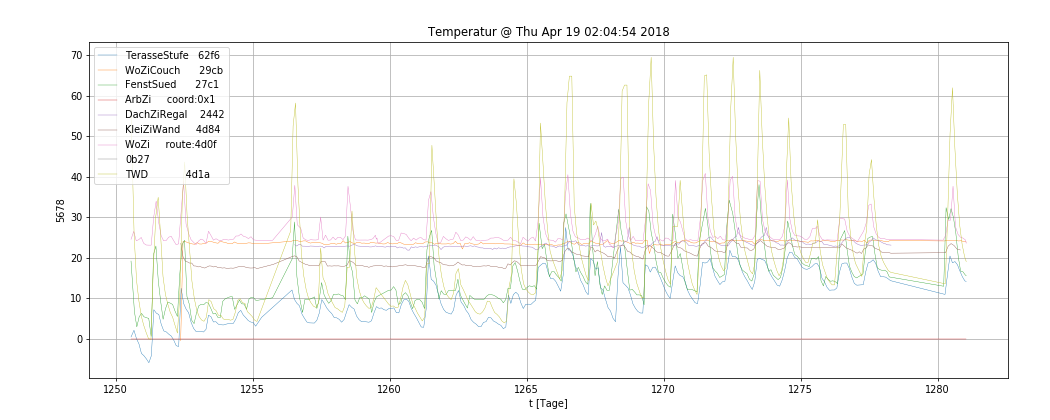 Temperatur @ Thu Apr 19 02:04:54 2018
70
60
50
40
30
20
10
0
5678
TerasseStufe 62f6
WoZiCouch 29cb
FenstSued 27c1
ArbZi coord:0x1
DachZiRegal 2442
KleiZiWand 4d84
WoZi route:4d0f
0b27
TWD 4d1a
1250 1255 1260 1265 1270 1275 1280
t [Tage]